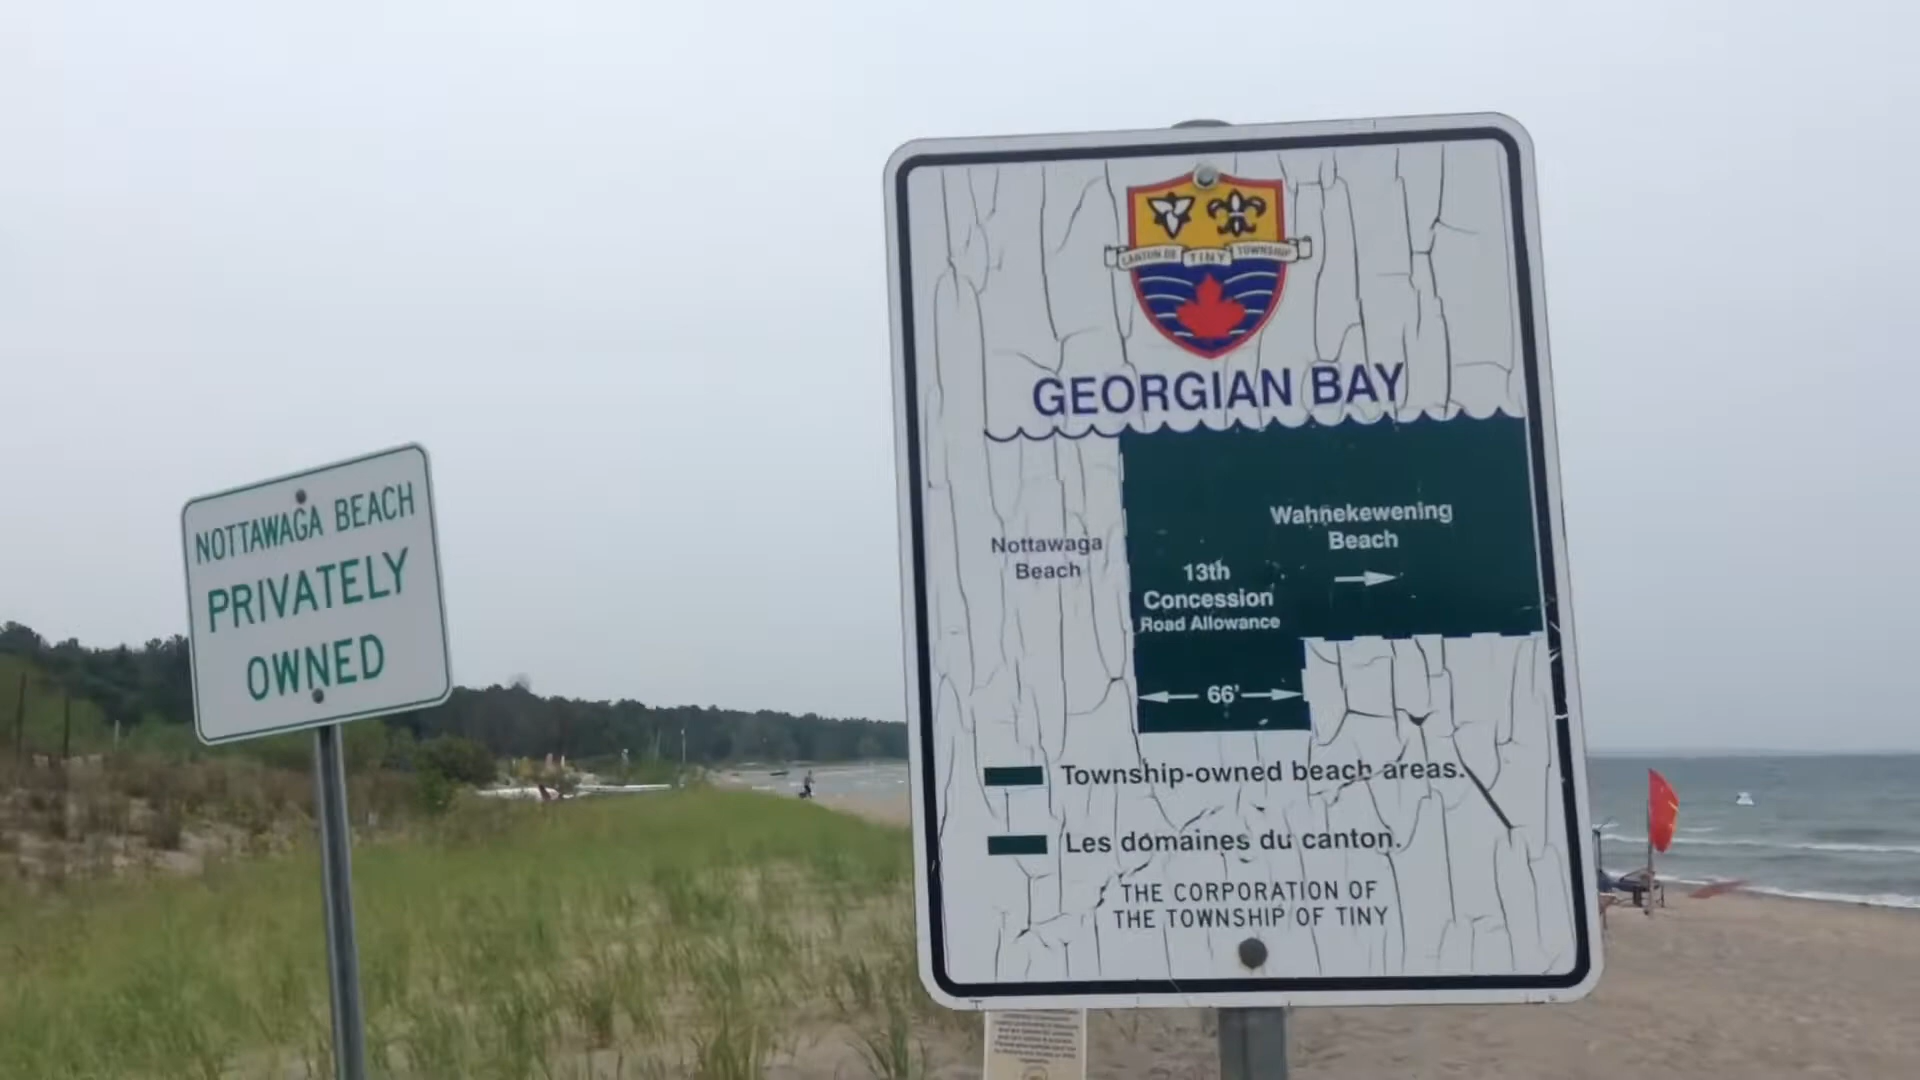 NOTTAWAGA BEACH
PRIVATELY
OWNED
CANTON DE TINY TOWNSHIP
GEORGIAN BAY
Wahnekewening
Beach
Nottawaga
Beach
13th
Concession
Road Allowance
66'
Township-owned beach areas.
Les domaines du canton.
THE CORPORATION OF
THE TOWNSHIP OF TINY